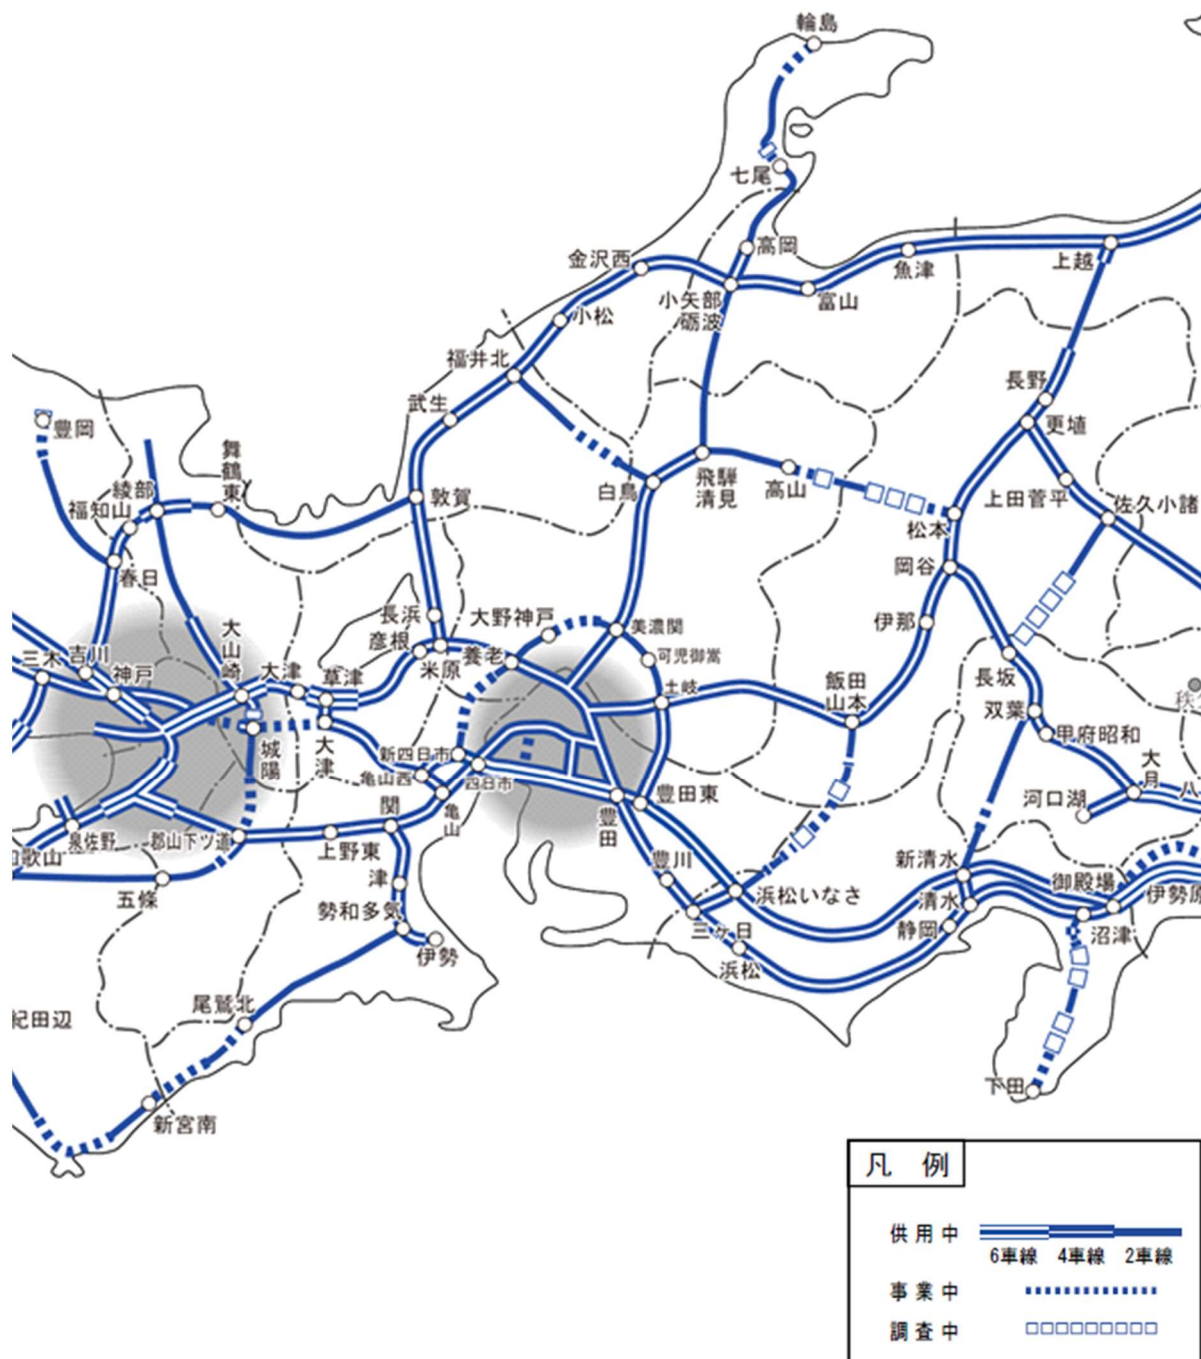 輪島
七尾
高岡
金沢西
魚津
上越
小矢部
砺波
富山
小松
福井北
長野
武生
更埴
豊岡
舞鶴東
綾部
福知山
敦賀
白鳥
飛騨
清見
高山
上田菅平
佐久小諸
松本
春日
岡谷
長浜
彦根
大野神戸
美濃関
伊那
米原
養老
可児御嵩
大山崎
三木
吉川
神戸
大津
草津
土岐
飯田
山本
長坂
双葉
秩
城陽
大津
新四日市
亀山西
四日市
甲府昭和
大月
八
河口湖
豊田東
豊田
関
亀山
泉佐野
郡山下ツ道
上野東
和歌山
五條
津
豊川
浜松いなさ
新清水
清水
御殿場
伊勢原
勢和多気
伊勢
三ヶ日
浜松
静岡
沼津
尾鷲北
紀田辺
新宮南
下田
凡 例
供用中
6車線 4車線 2車線
事業中
調査中